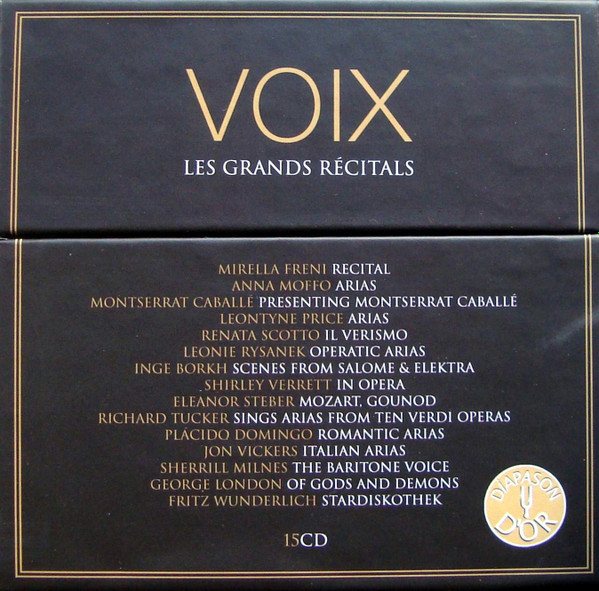 VOIX
LES GRANDS RÉCITALS
MIRELLA FRENI RECITAL
ANNA MOFFO ARIAS
MONTSERRAT CABALLÉ PRESENTING MONTSERRAT CABALLÉ
LEONTYNE PRICE ARIAS
RENATA SCOTTO IL VERISMO
LEONIE RYSANEK OPERATIC ARIAS
INGE BORKH SCENES FROM SALOME & ELEKTRA
SHIRLEY VERRETT IN OPERA
ELEANOR STEBER MOZART, GOUNOD
RICHARD TUCKER SINGS ARIAS FROM TEN VERDI OPERAS
PLÁCIDO DOMINGO ROMANTIC ARIAS
JON VICKERS ITALIAN ARIAS
SHERRILL MILNES THE BARITONE VOICE
GEORGE LONDON OF GODS AND DEMONS
FRITZ WUNDERLICH STARDISKOTHEK
DIAPASON
D'OR
15CD